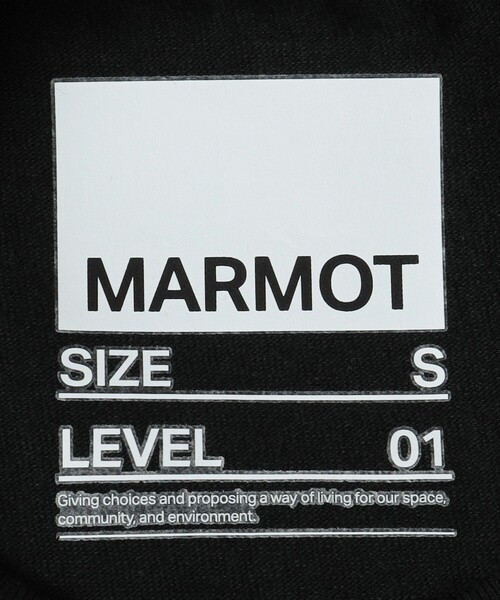 MARMOT
SIZE S
LEVEL 01
Giving choices and proposing a way of living for our space,
community, and environment.